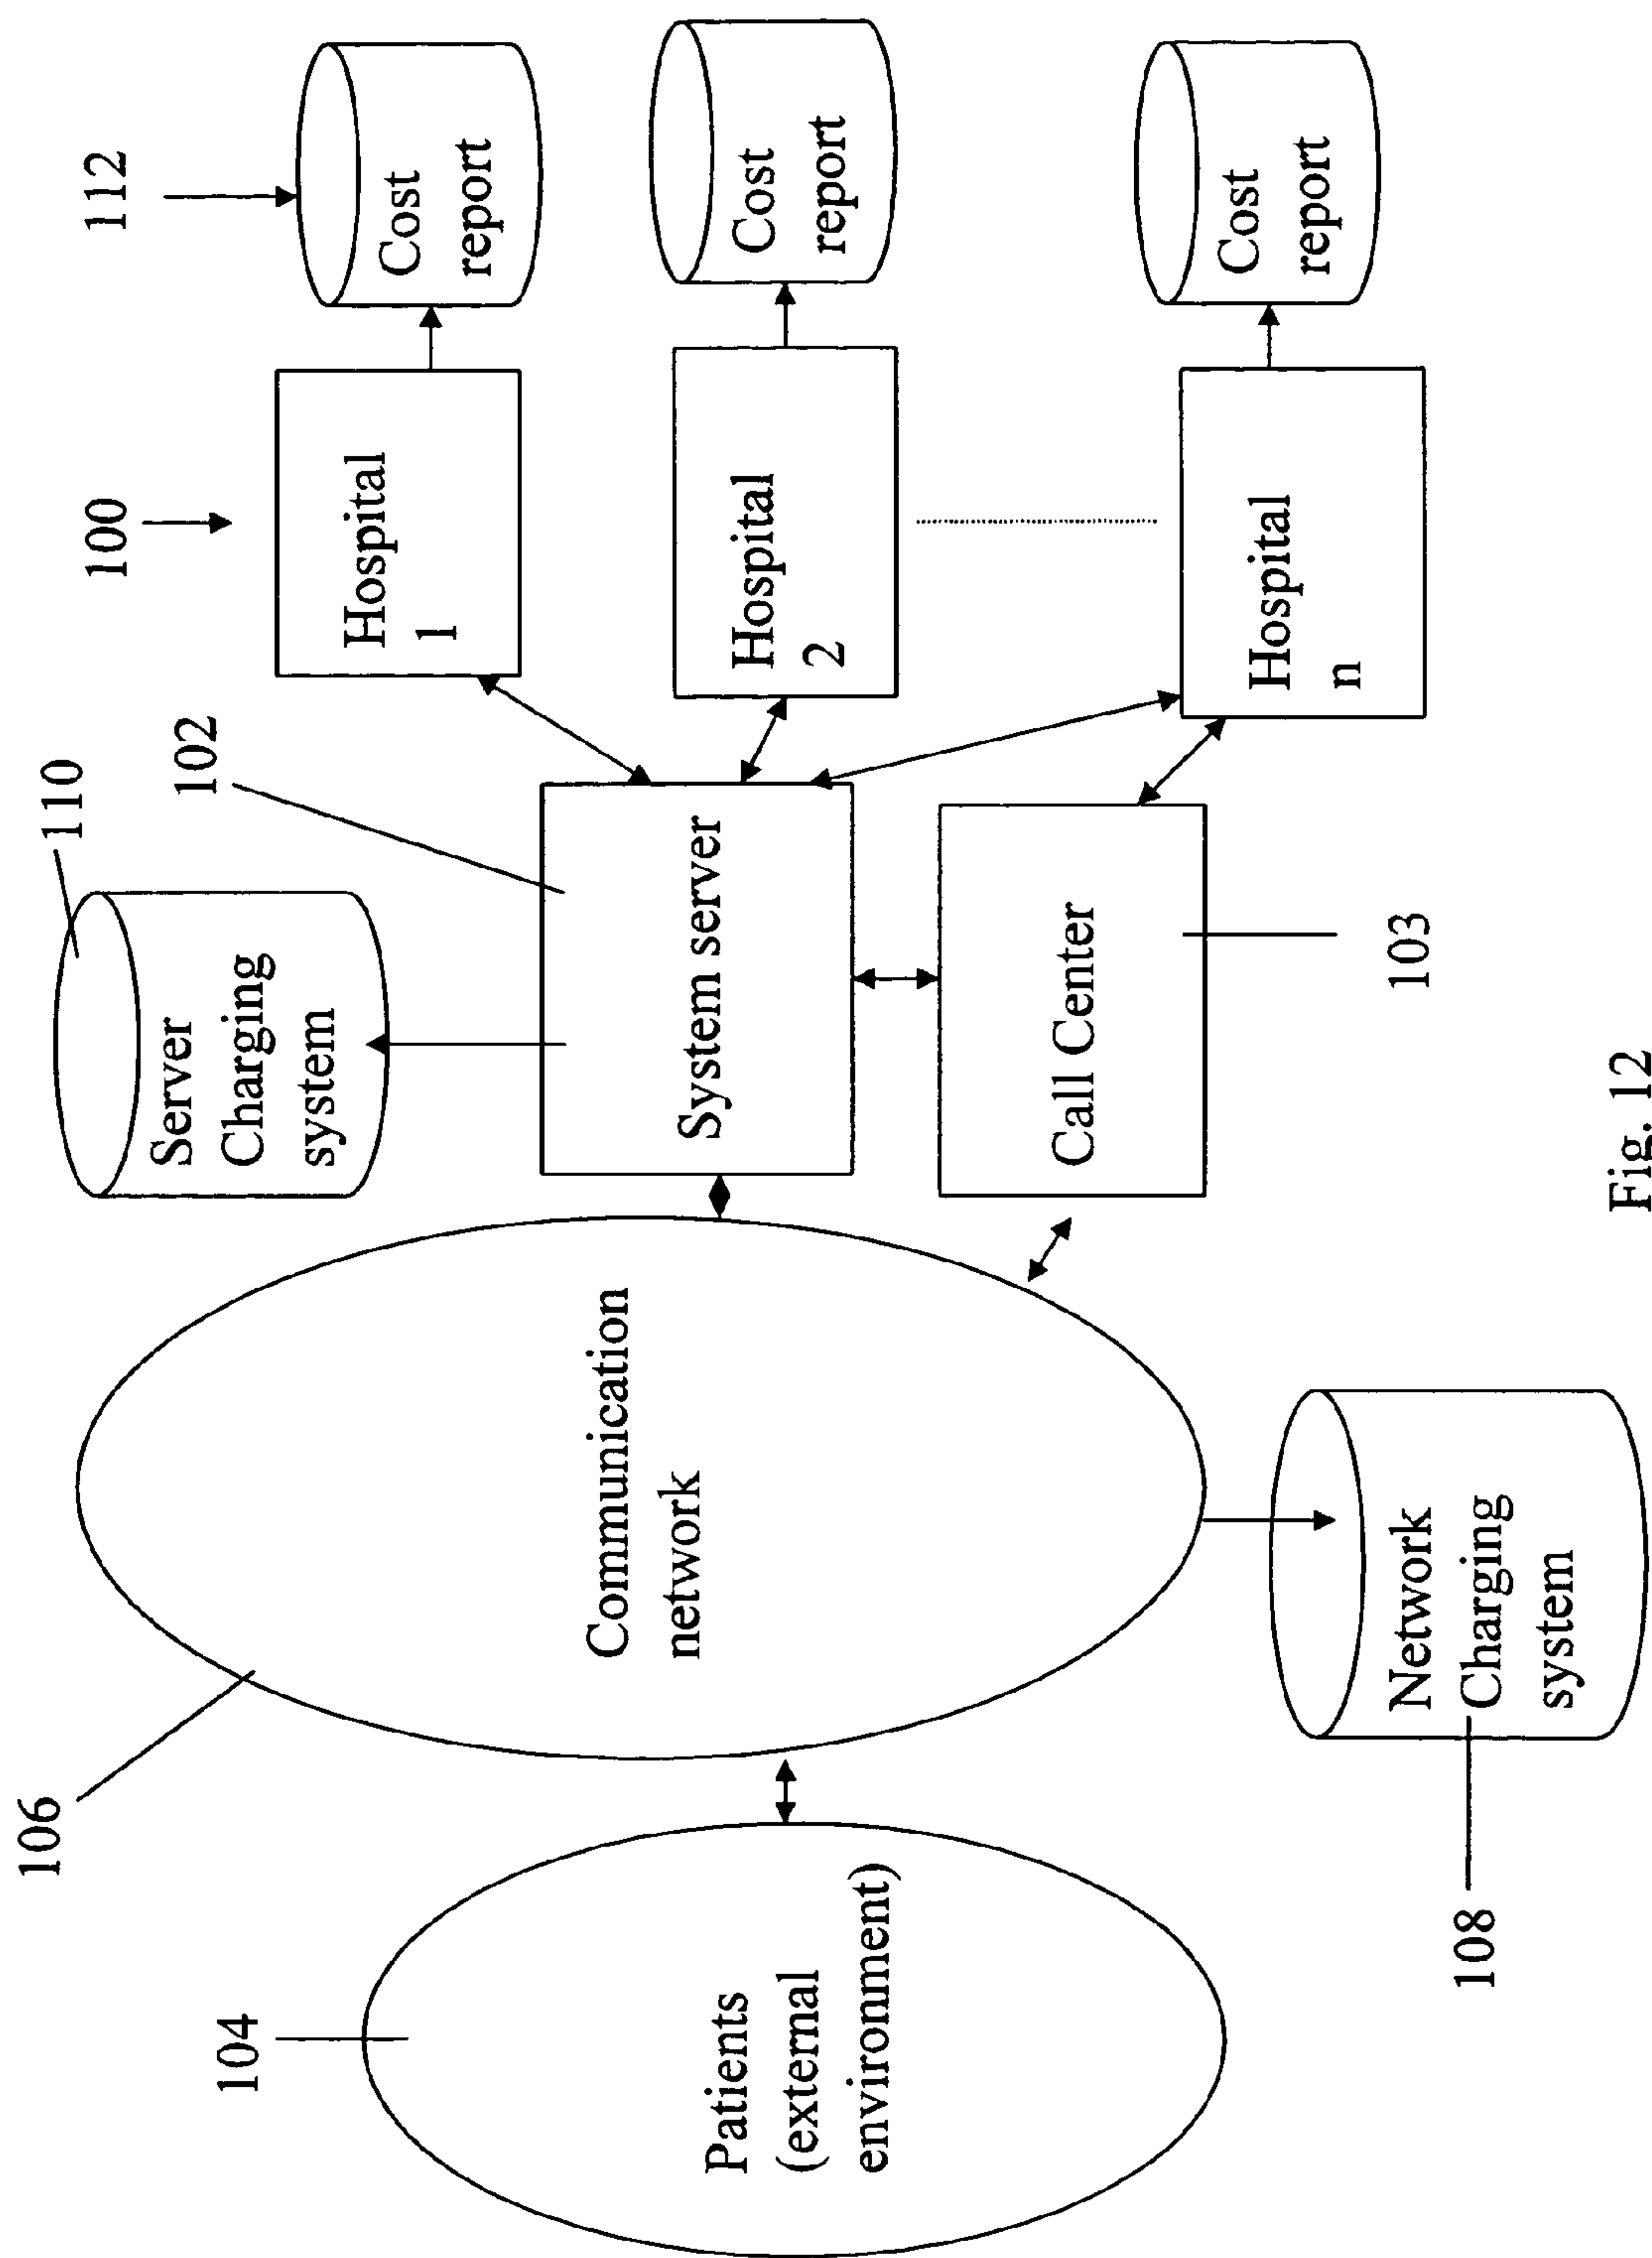 104
Patients
(external
environment)
106
Communication
network
108
Network
Charging
system
110
Server
Charging
system
102
System server
Call Center
103
100
Hospital
1
Hospital
2
Hospital
n
112
Cost
report
Cost
report
Cost
report
Fig. 12